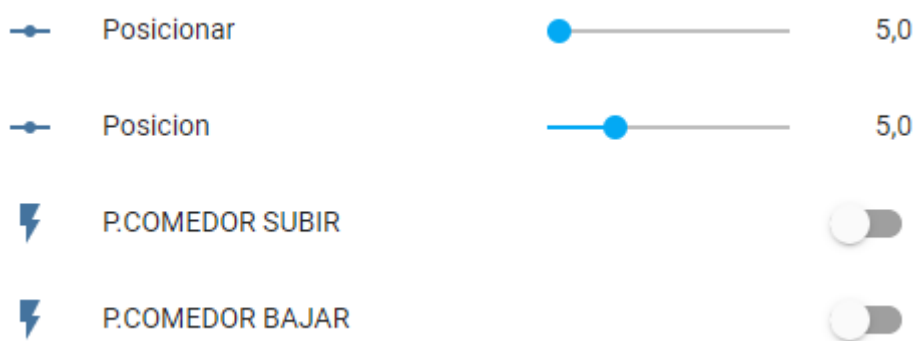 Posicionar 5,0
Posicion 5,0
P.COMEDOR SUBIR
P.COMEDOR BAJAR